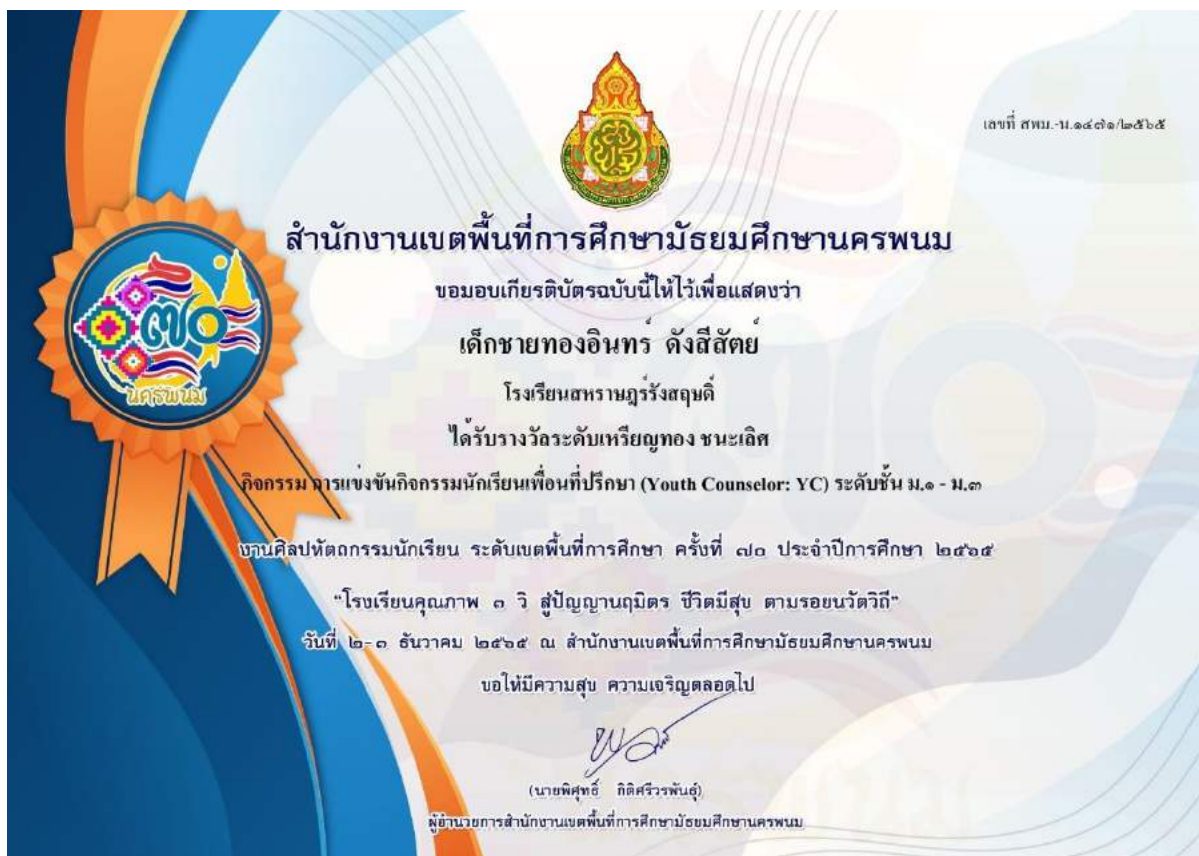 เลขที่ สพม.-น.๑๔๗๑/๒๕๖๕
สำนักงานเขตพื้นที่การศึกษามัธยมศึกษานครพนม
ขอมอบเกียรติบัตรฉบับนี้ให้ไว้เพื่อแสดงว่า
เด็กชายทองอินทร์ ดังสีสัตย์
โรงเรียนสหราษฎร์รังสฤษดิ์
ได้รับรางวัลระดับเหรียญทอง ชนะเลิศ
กิจกรรม การแข่งขันกิจกรรมนักเรียนเพื่อนที่ปรึกษา (Youth Counselor: YC) ระดับชั้น ม.๑ - ม.๓
งานศิลปหัตถกรรมนักเรียน ระดับเขตพื้นที่การศึกษา ครั้งที่ ๗๐ ประจำปีการศึกษา ๒๕๖๕
"โรงเรียนคุณภาพ ๓ วิ สู่ปัญญานฤมิตร ชีวิตมีสุข ตามรอยนวัตวิถี"
วันที่ ๒-๓ ธันวาคม ๒๕๖๕ ณ สำนักงานเขตพื้นที่การศึกษามัธยมศึกษานครพนม
ขอให้มีความสุข ความเจริญตลอดไป
(นายพิศุทธิ์ กิติศรีวรพันธุ์)
ผู้อำนวยการสำนักงานเขตพื้นที่การศึกษามัธยมศึกษานครพนม
๗๐
นครพนม